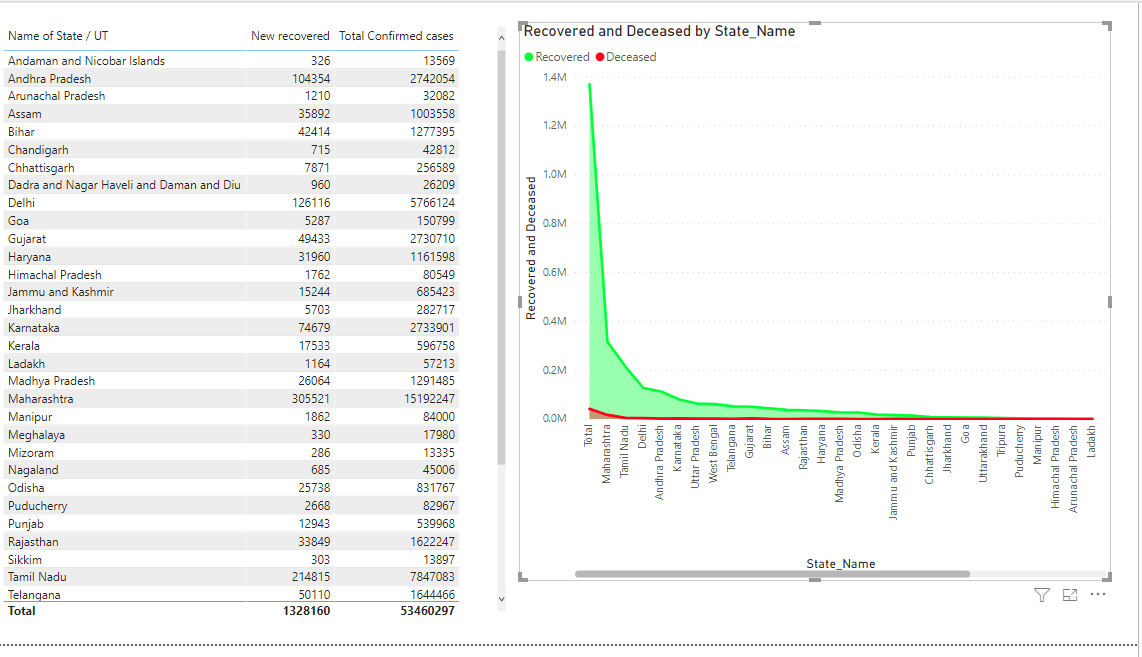 Name of State / UT New recovered Total Confirmed cases
Andaman and Nicobar Islands 326 13569
Andhra Pradesh 104354 2742054
Arunachal Pradesh 1210 32082
Assam 35892 1003558
Bihar 42414 1277395
Chandigarh 715 42812
Chhattisgarh 7871 256589
Dadra and Nagar Haveli and Daman and Diu 960 26209
Delhi 126116 5766124
Goa 5287 150799
Gujarat 49433 2730710
Haryana 31960 1161598
Himachal Pradesh 1762 80549
Jammu and Kashmir 15244 685423
Jharkhand 5703 282717
Karnataka 74679 2733901
Kerala 17533 596758
Ladakh 1164 57213
Madhya Pradesh 26064 1291485
Maharashtra 305521 15192247
Manipur 1862 84000
Meghalaya 330 17980
Mizoram 286 13335
Nagaland 685 45006
Odisha 25738 831767
Puducherry 2668 82967
Punjab 12943 539968
Rajasthan 33849 1622247
Sikkim 303 13897
Tamil Nadu 214815 7847083
Telangana 50110 1644466
Total 1328160 53460297
Recovered and Deceased by State_Name
Recovered Deceased
Recovered and Deceased
1.4M
1.2M
1.0M
0.8M
0.6M
0.4M
0.2M
0.0M
Total
Maharashtra
Tamil Nadu
Delhi
Andhra Pradesh
Karnataka
Uttar Pradesh
West Bengal
Telangana
Gujarat
Bihar
Assam
Rajasthan
Haryana
Madhya Pradesh
Odisha
Kerala
Jammu and Kashmir
Punjab
Chhattisgarh
Jharkhand
Goa
Uttarakhand
Tripura
Puducherry
Manipur
Himachal Pradesh
Arunachal Pradesh
Ladakh
State_Name